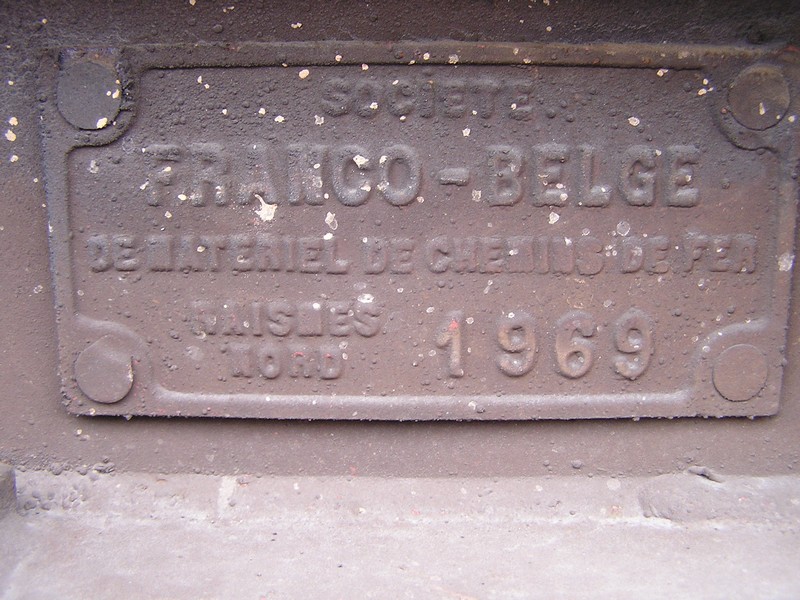 SOCIETE
FRANCO-BELGE
DE MATERIEL DE CHEMINS DE FER
RAISMES
NORD 1969